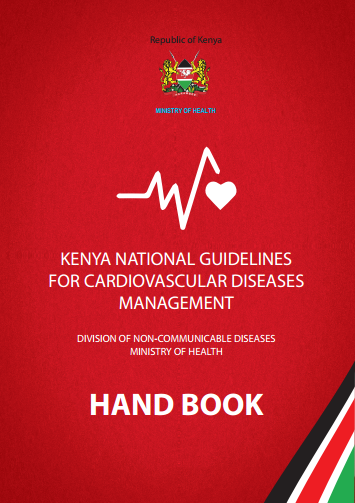 Republic of Kenya
MINISTRY OF HEALTH
KENYA NATIONAL GUIDELINES
FOR CARDIOVASCULAR DISEASES
MANAGEMENT
DIVISION OF NON-COMMUNICABLE DISEASES
MINISTRY OF HEALTH
HAND BOOK